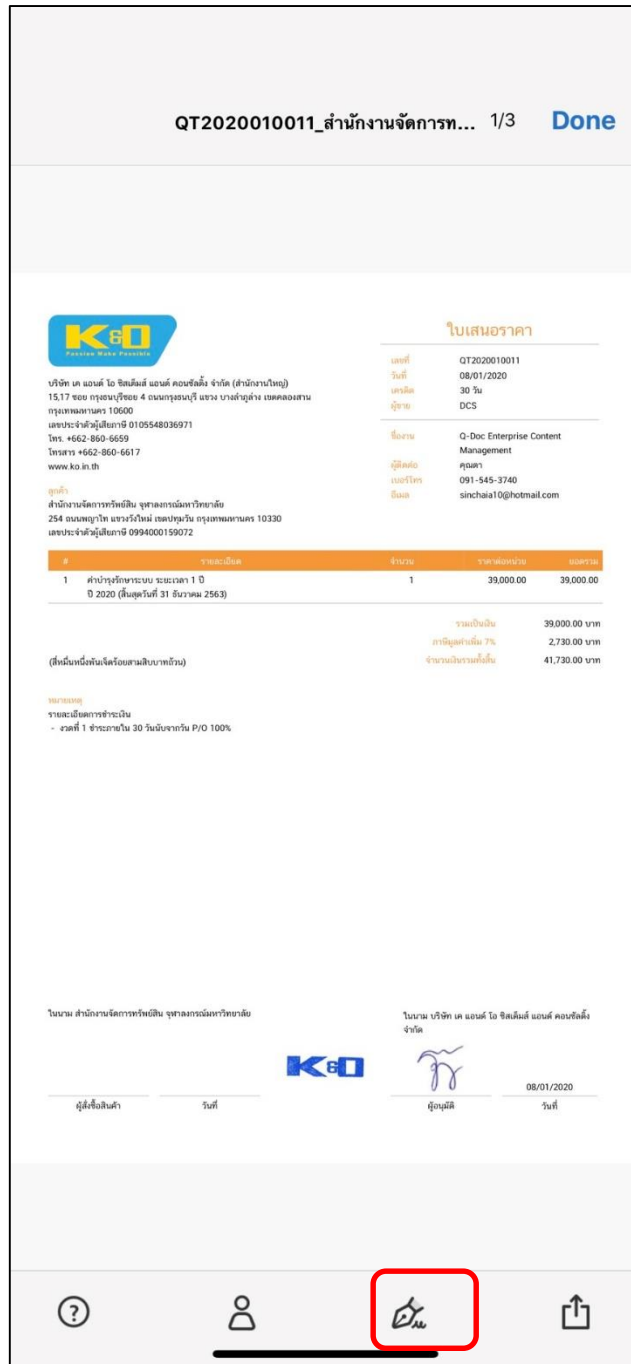 QT2020010011_สำนักงานจัดการท... 1/3 Done
K&O
Passion Make Possible
ใบเสนอราคา
เลขที่ QT2020010011
วันที่ 08/01/2020
เครดิต 30 วัน
ผู้ขาย DCS
บริษัท เค แอนด์ โอ ซิสเต็มส์ แอนด์ คอนซัลติ้ง จำกัด (สำนักงานใหญ่)
15,17 ซอย กรุงธนบุรีซอย 4 ถนนกรุงธนบุรี แขวง บางลำภูล่าง เขตคลองสาน
กรุงเทพมหานคร 10600
เลขประจำตัวผู้เสียภาษี 0105548036971
โทร. +662-860-6659
โทรสาร +662-860-6617
www.ko.in.th
ชื่องาน Q-Doc Enterprise Content
Management
ผู้ติดต่อ คุณดา
เบอร์โทร 091-545-3740
อีเมล sinchaia10@hotmail.com
ลูกค้า
สำนักงานจัดการทรัพย์สิน จุฬาลงกรณ์มหาวิทยาลัย
254 ถนนพญาไท แขวงวังใหม่ เขตปทุมวัน กรุงเทพมหานคร 10330
เลขประจำตัวผู้เสียภาษี 0994000159072
# รายละเอียด จำนวน ราคาต่อหน่วย ยอดรวม
1 ค่าบำรุงรักษาระบบ ระยะเวลา 1 ปี 1 39,000.00 39,000.00
ปี 2020 (สิ้นสุดวันที่ 31 ธันวาคม 2563)
รวมเป็นเงิน 39,000.00 บาท
ภาษีมูลค่าเพิ่ม 7% 2,730.00 บาท
(สี่หมื่นหนึ่งพันเจ็ดร้อยสามสิบบาทถ้วน) จำนวนเงินรวมทั้งสิ้น 41,730.00 บาท
หมายเหตุ
รายละเอียดการชำระเงิน
- งวดที่ 1 ชำระภายใน 30 วันนับจากวัน P/O 100%
ในนาม สำนักงานจัดการทรัพย์สิน จุฬาลงกรณ์มหาวิทยาลัย
ในนาม บริษัท เค แอนด์ โอ ซิสเต็มส์ แอนด์ คอนซัลติ้ง
จำกัด
K&O
08/01/2020
ผู้สั่งซื้อสินค้า วันที่ ผู้อนุมัติ วันที่